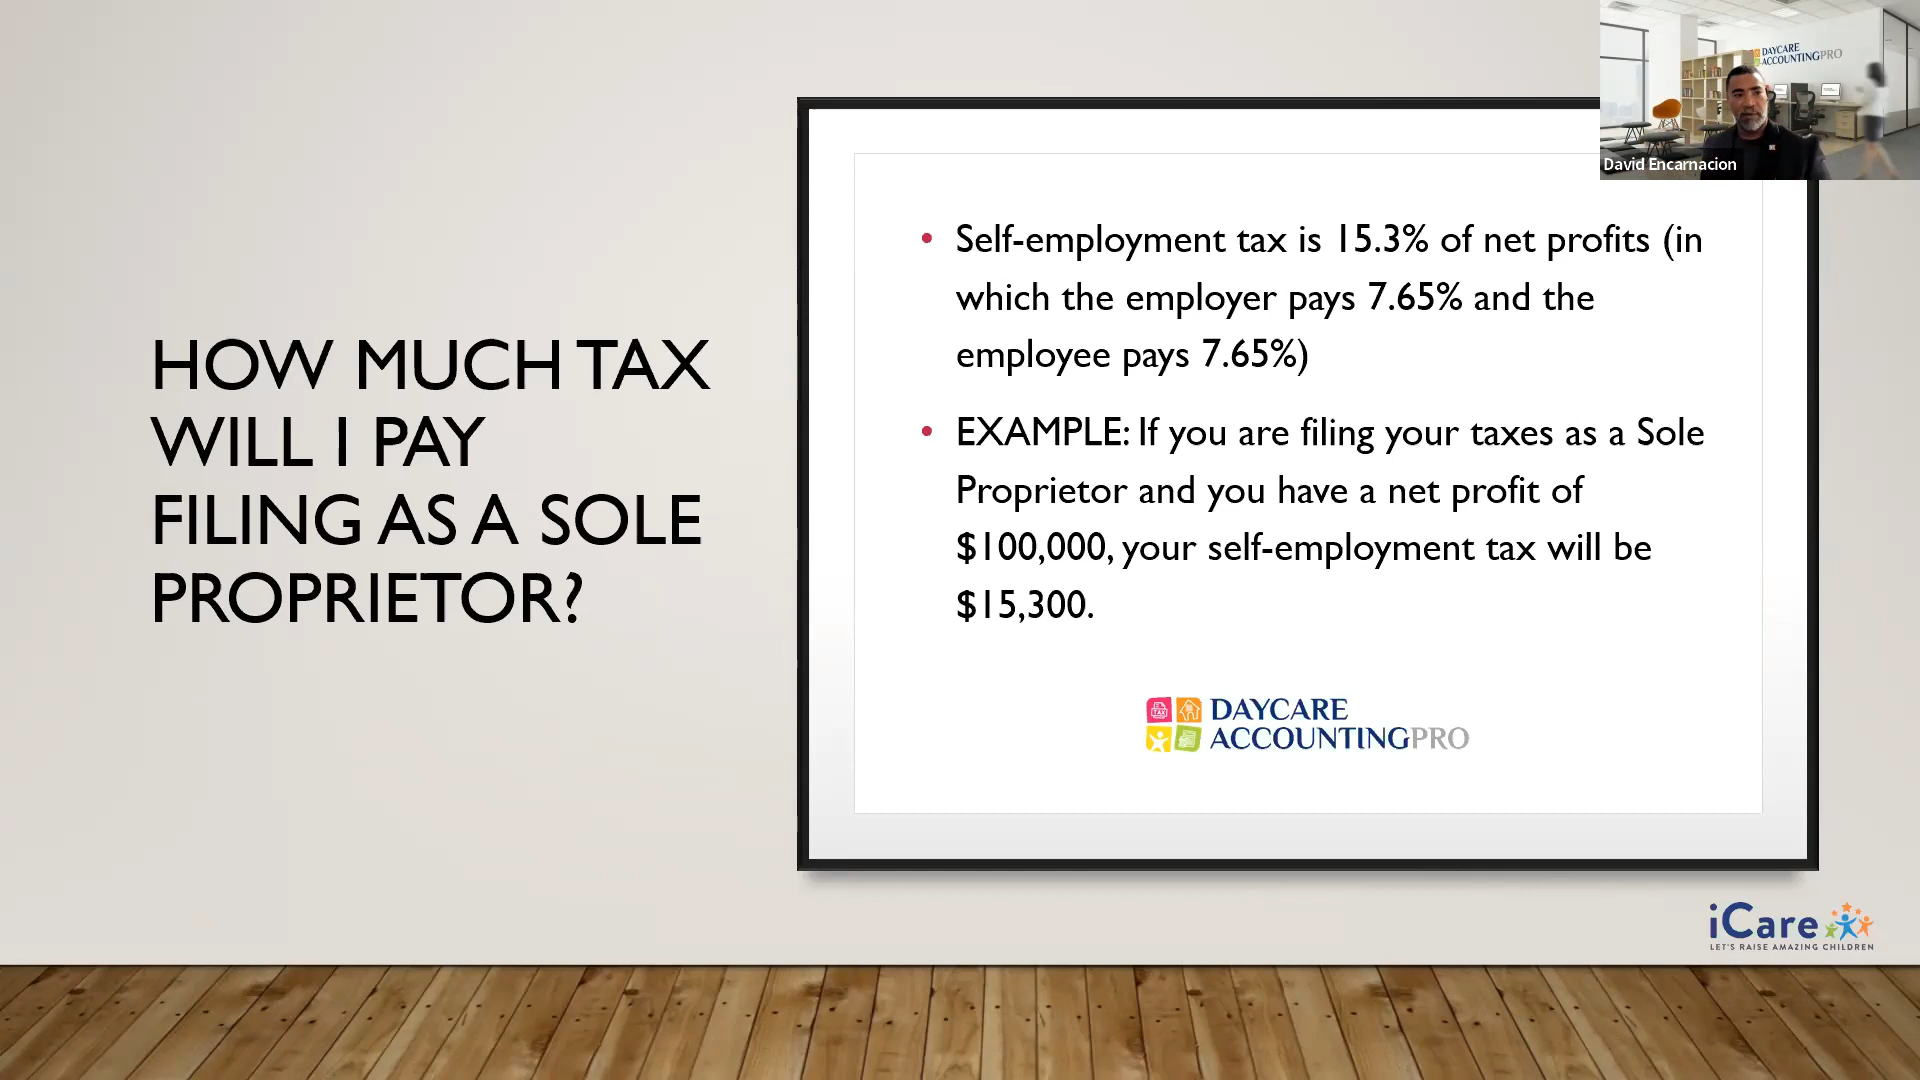 HOW MUCH TAX
WILL I PAY
FILING AS A SOLE
PROPRIETOR?
• Self-employment tax is 15.3% of net profits (in
which the employer pays 7.65% and the
employee pays 7.65%)
• EXAMPLE: If you are filing your taxes as a Sole
Proprietor and you have a net profit of
$100,000, your self-employment tax will be
$15,300.
DAYCARE
ACCOUNTINGPRO
DAYCARE
ACCOUNTINGPRO
David Encarnacion
TAX
iCare
LET'S RAISE AMAZING CHILDREN